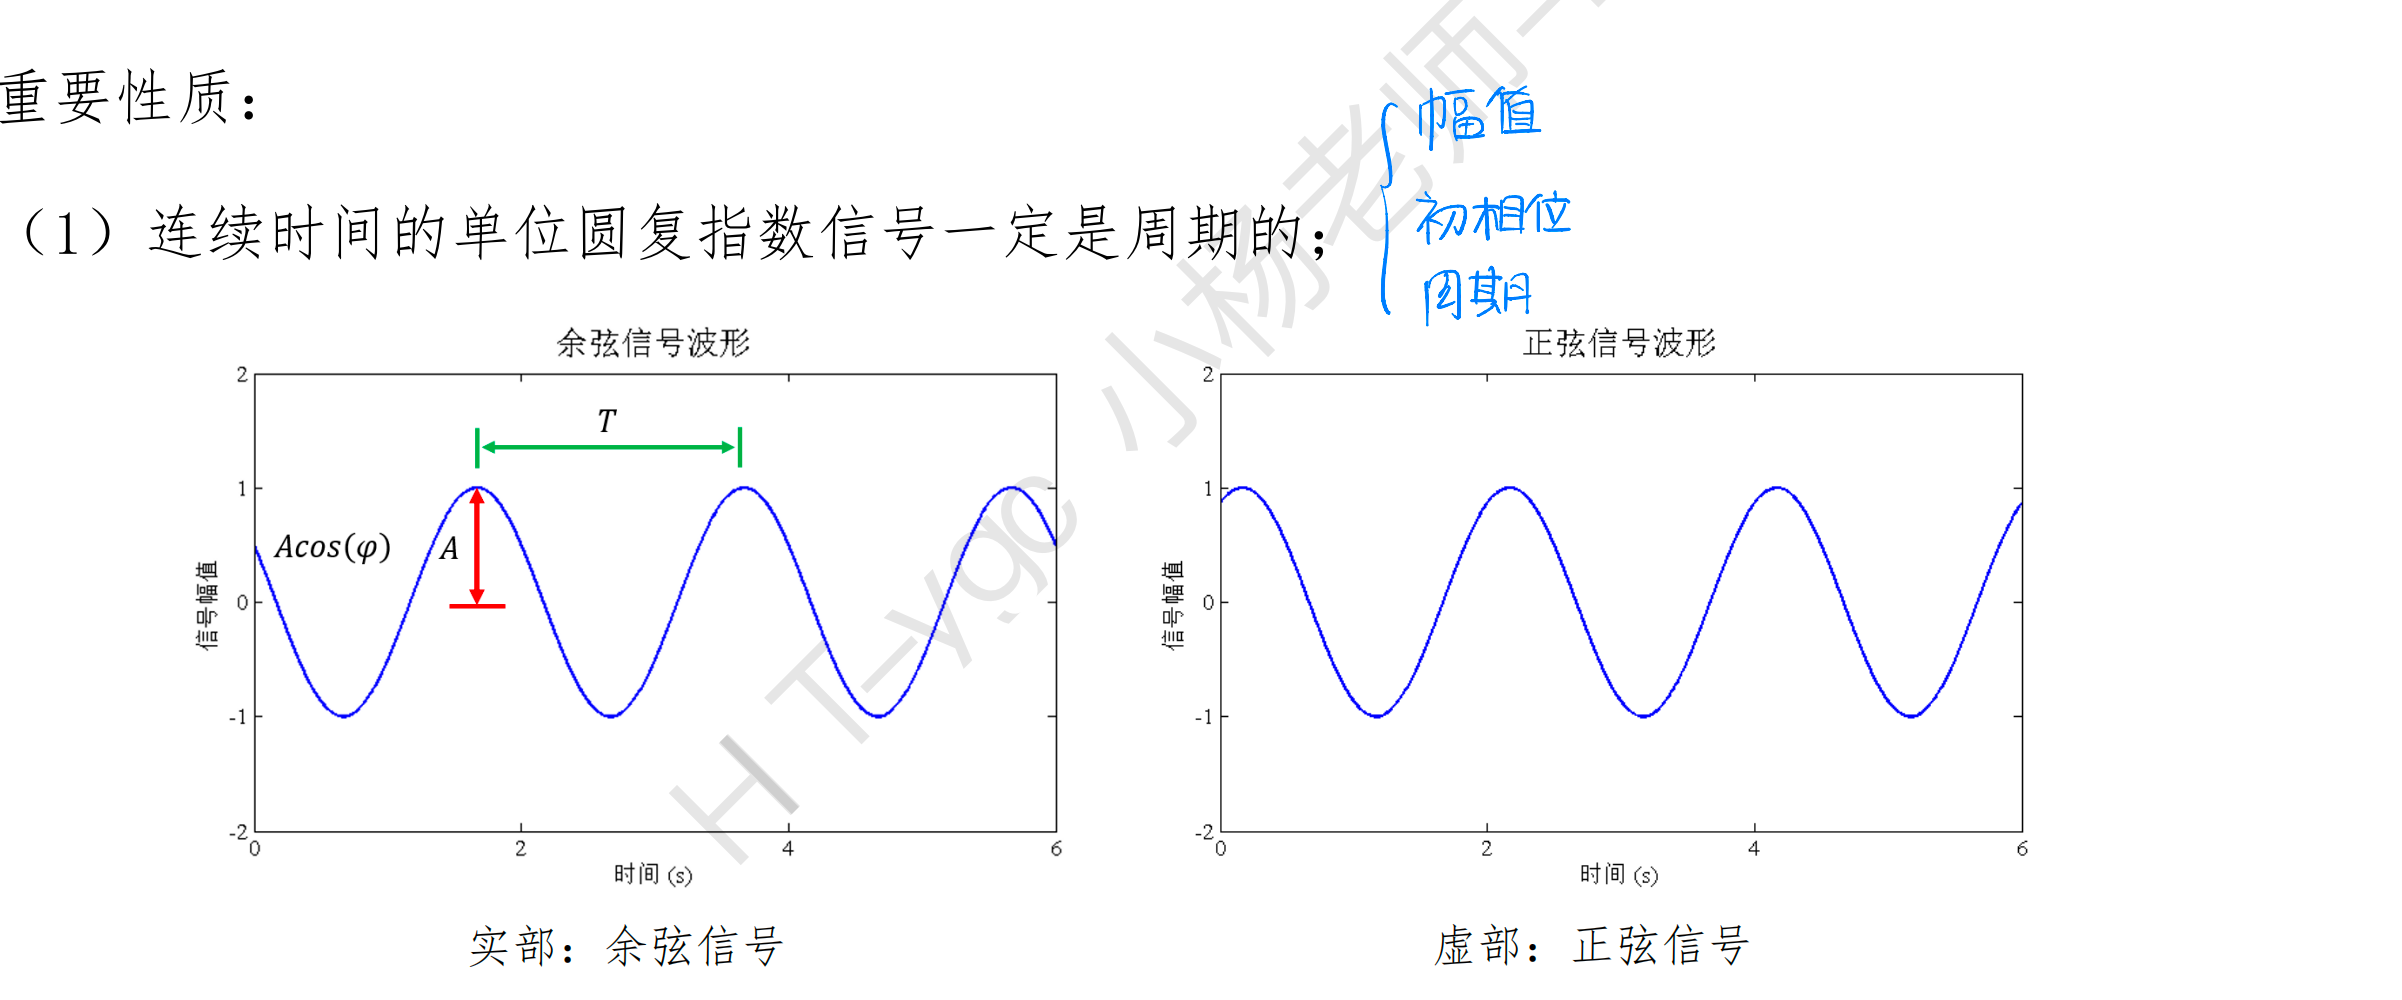 重要性质：
（1）连续时间的单位圆复指数信号一定是周期的；
幅值
初相位
周期
余弦信号波形
T
Acos(φ)
A
信号幅值
2
1
0
-1
-2
0 2 4 6
时间 (s)
实部：余弦信号
正弦信号波形
信号幅值
2
1
0
-1
-2
0 2 4 6
时间 (s)
虚部：正弦信号
小杨老师